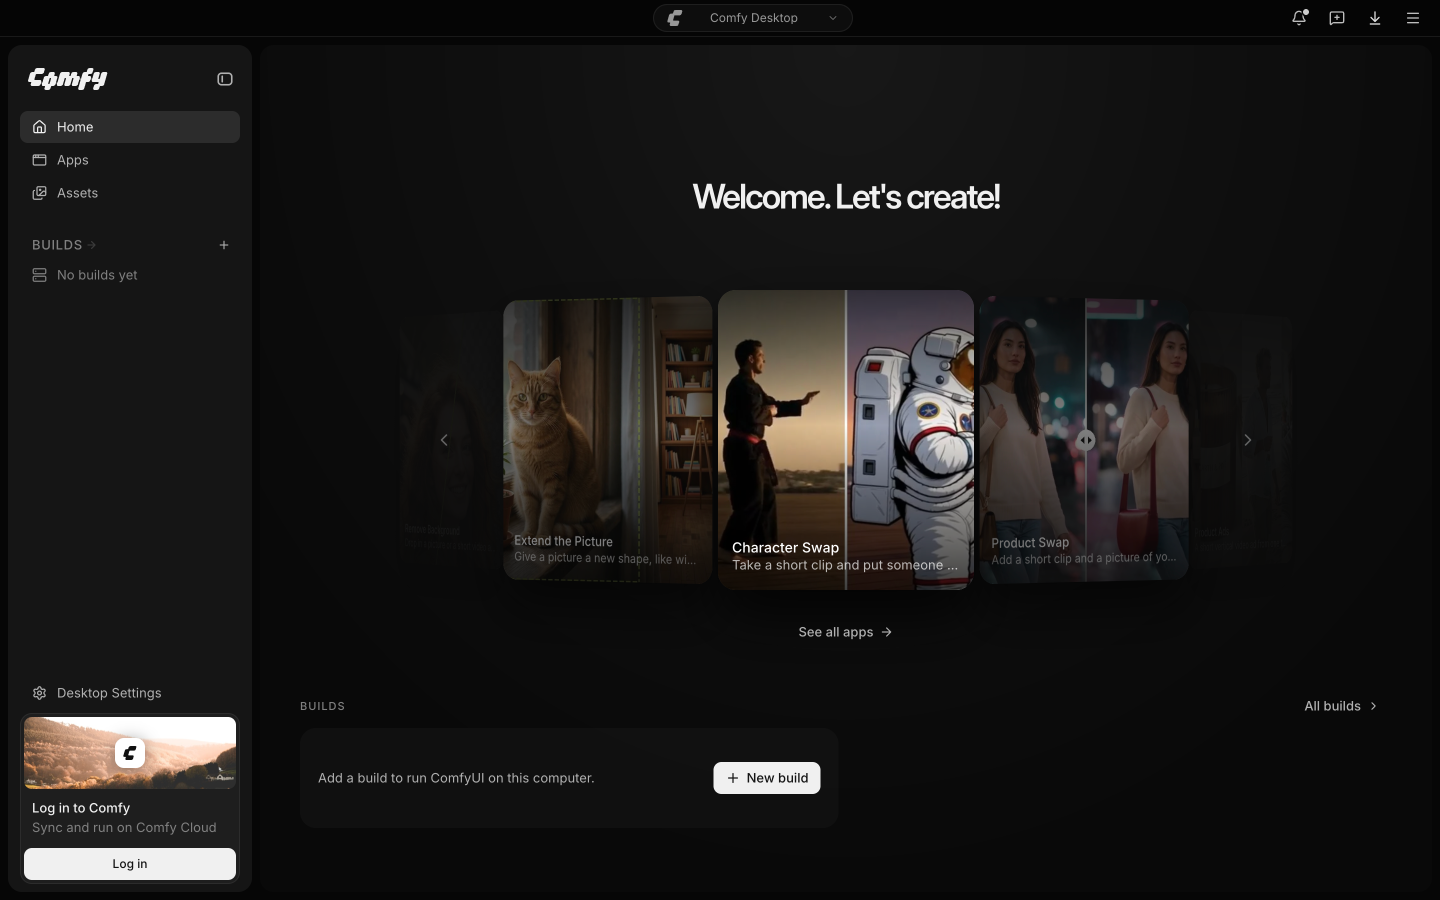 Comfy Desktop
Comfy
Home
Apps
Assets
BUILDS
No builds yet
Welcome. Let's create!
Extend the Picture
Give a picture a new shape, like wi...
Character Swap
Take a short clip and put someone ...
Product Swap
Add a short clip and a picture of yo...
See all apps
BUILDS
All builds
Add a build to run ComfyUI on this computer.
New build
Desktop Settings
Log in to Comfy
Sync and run on Comfy Cloud
Log in